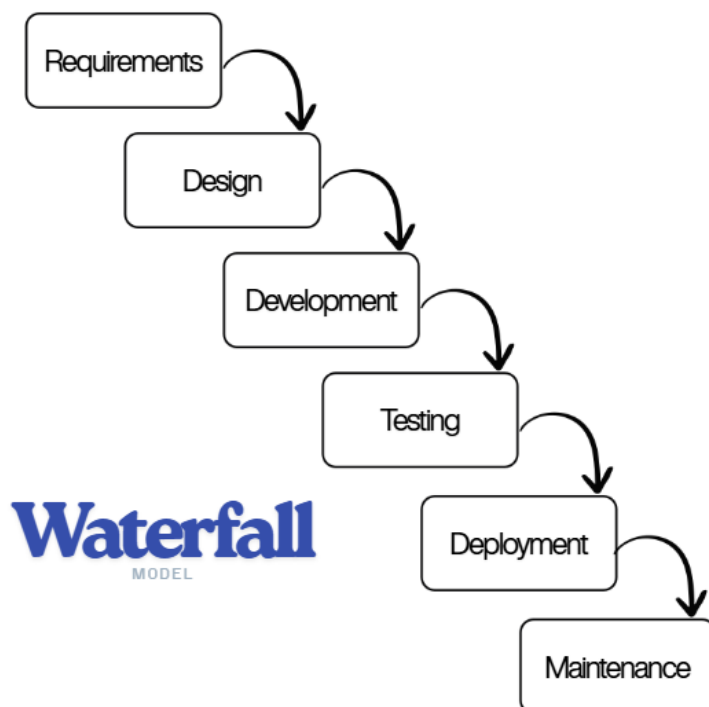 Requirements
Design
Development
Testing
Waterfall
MODEL
Deployment
Maintenance